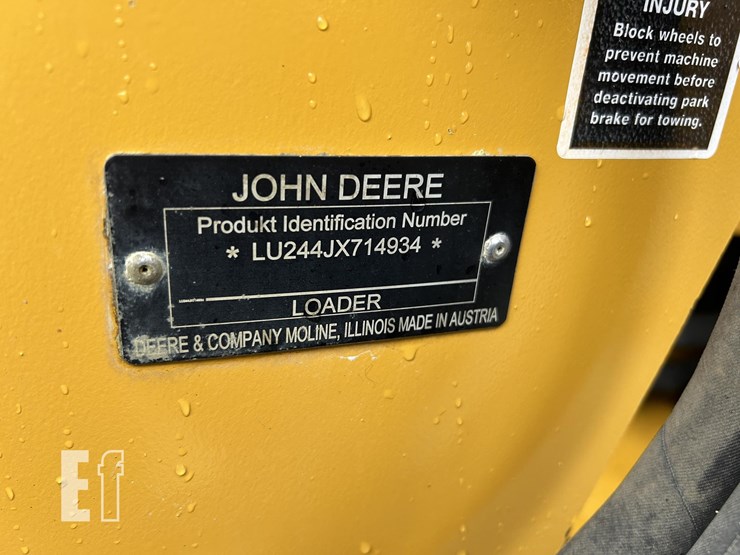 INJURY
Block wheels to
prevent machine
movement before
deactivating park
brake for towing.
JOHN DEERE
Produkt Identification Number
* LU244JX714934 *
LOADER
DEERE & COMPANY MOLINE, ILLINOIS MADE IN AUSTRIA
Ef